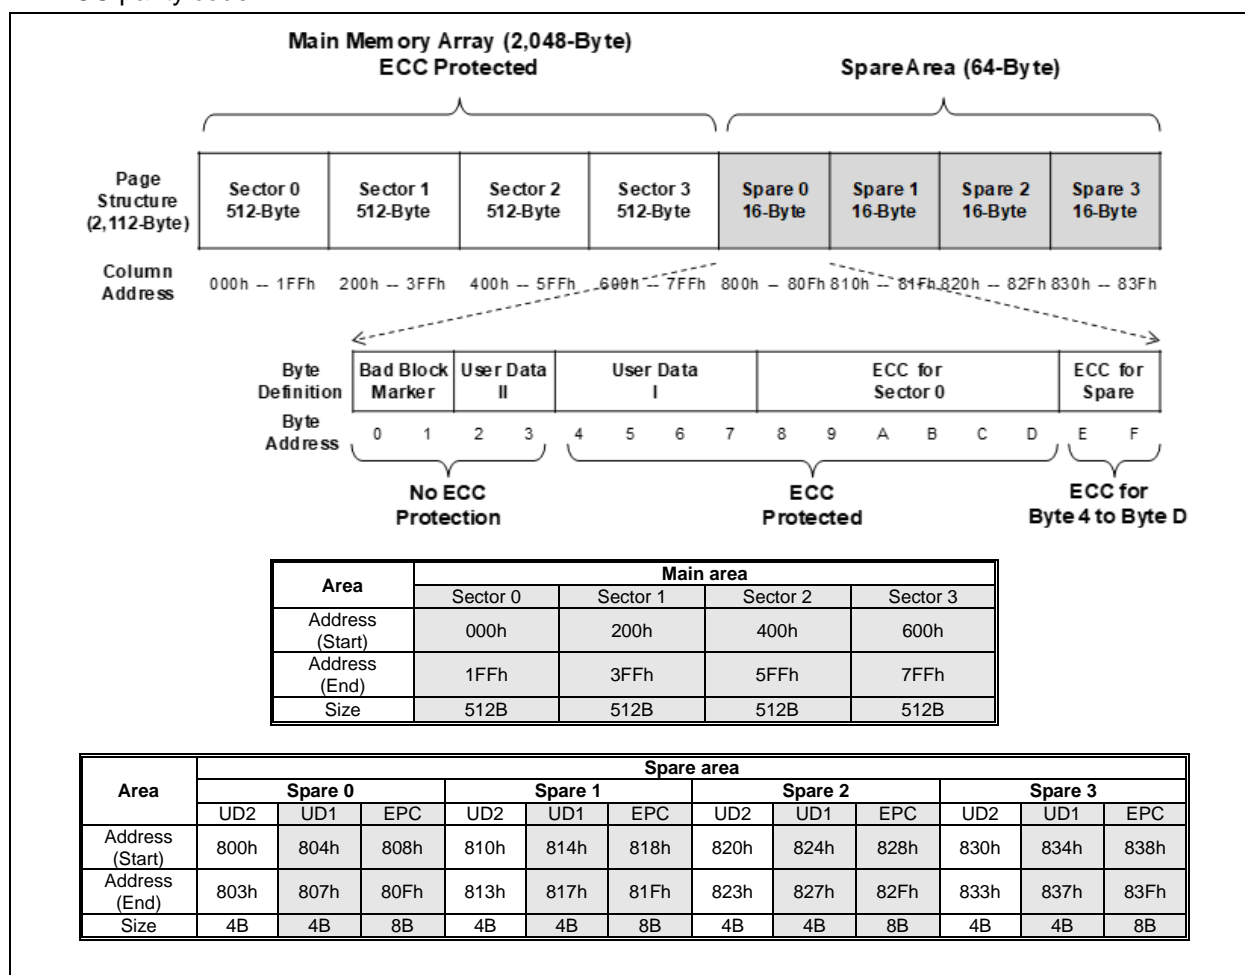 Main Memory Array (2,048-Byte)
ECC Protected
Spare Area (64-Byte)
Page
Structure
(2,112-Byte)
Sector 0
512-Byte
Sector 1
512-Byte
Sector 2
512-Byte
Sector 3
512-Byte
Spare 0
16-Byte
Spare 1
16-Byte
Spare 2
16-Byte
Spare 3
16-Byte
Column
Address
000h -- 1FFh 200h -- 3FFh 400h -- 5FFh 600h -- 7FFh 800h -- 80Fh 810h -- 81Fh 820h -- 82Fh 830h -- 83Fh
Byte
Definition
Bad Block
Marker
User Data
II
User Data
I
ECC for
Sector 0
ECC for
Spare
Byte
Address
0 1 2 3 4 5 6 7 8 9 A B C D E F
No ECC
Protection
ECC
Protected
ECC for
Byte 4 to Byte D
Area Main area
Sector 0 Sector 1 Sector 2 Sector 3
Address
(Start)
000h 200h 400h 600h
Address
(End)
1FFh 3FFh 5FFh 7FFh
Size 512B 512B 512B 512B
Area Spare area
Spare 0 Spare 1 Spare 2 Spare 3
UD2 UD1 EPC UD2 UD1 EPC UD2 UD1 EPC UD2 UD1 EPC
Address
(Start)
800h 804h 808h 810h 814h 818h 820h 824h 828h 830h 834h 838h
Address
(End)
803h 807h 80Fh 813h 817h 81Fh 823h 827h 82Fh 833h 837h 83Fh
Size 4B 4B 8B 4B 4B 8B 4B 4B 8B 4B 4B 8B